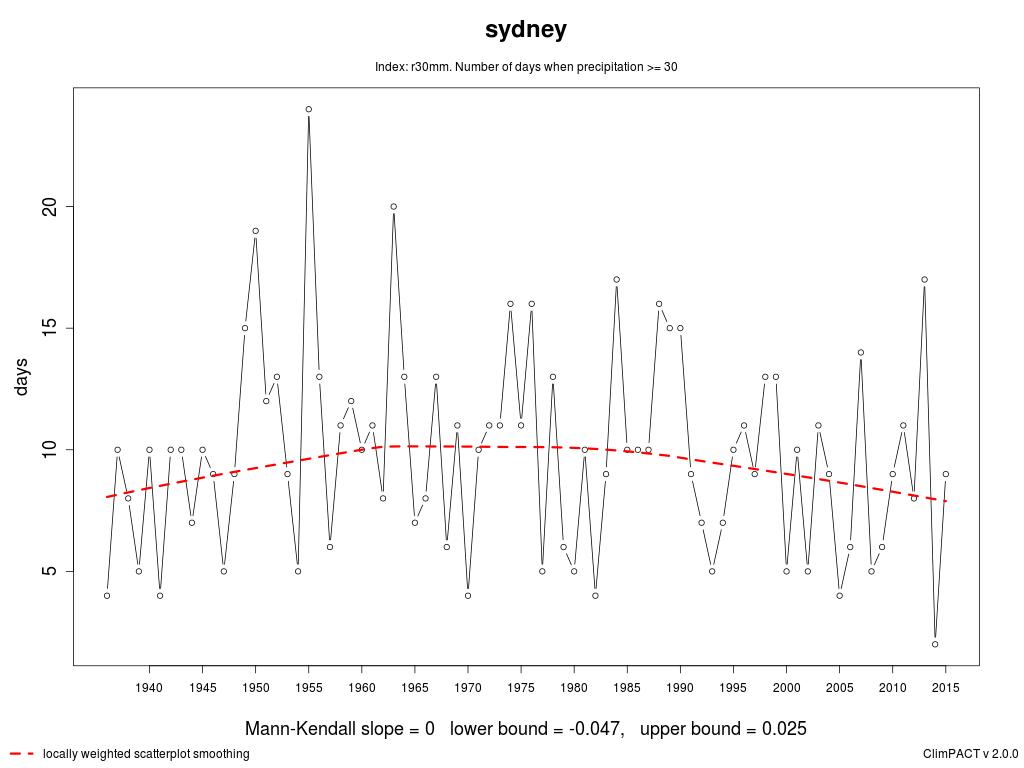 sydney
Index: r30mm. Number of days when precipitation >= 30
days
20
15
10
5
1940 1945 1950 1955 1960 1965 1970 1975 1980 1985 1990 1995 2000 2005 2010 2015
Mann-Kendall slope = 0 lower bound = -0.047, upper bound = 0.025
locally weighted scatterplot smoothing
ClimPACT v 2.0.0